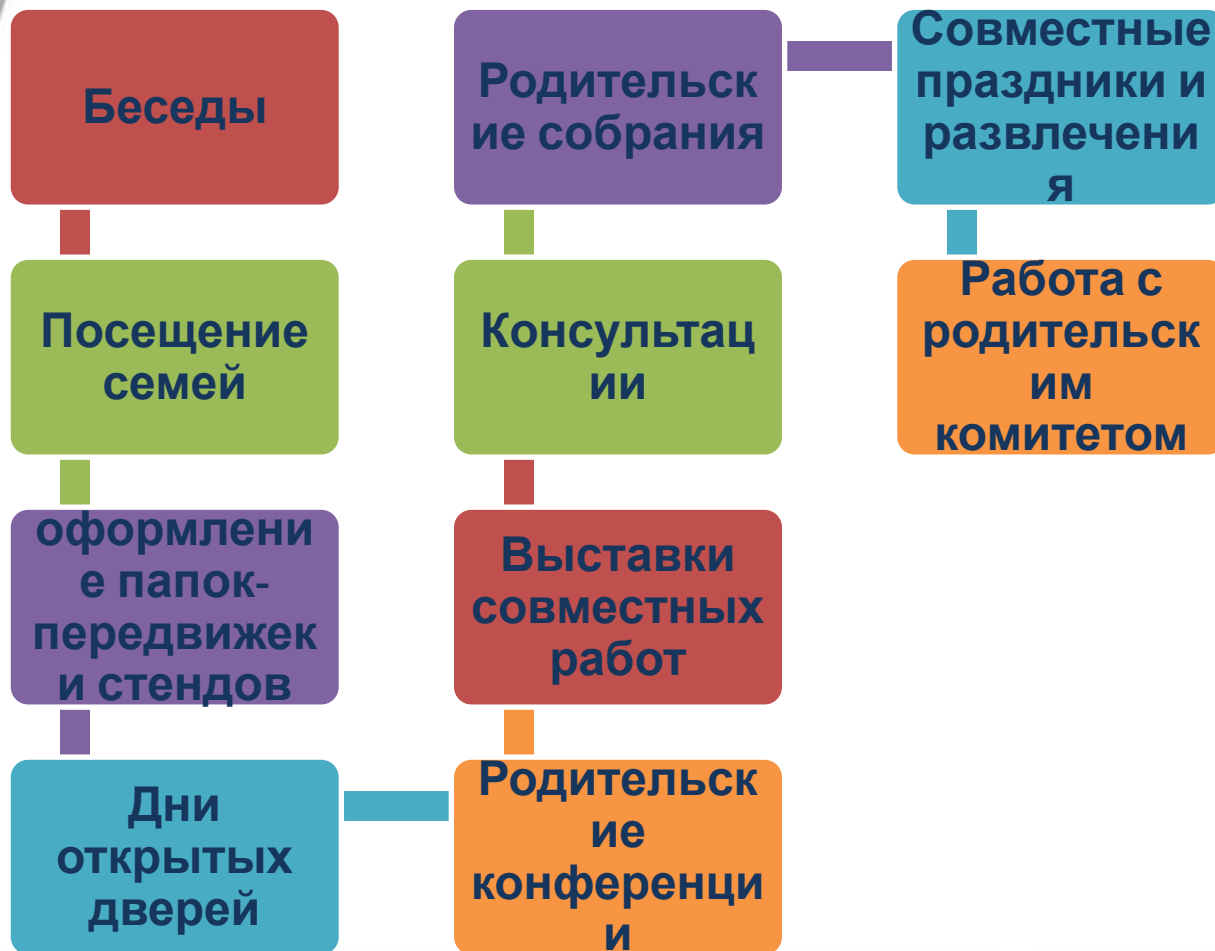 Беседы
Посещение
семей
оформлени
е папок-
передвижек
и стендов
Дни
открытых
дверей
Родительск
ие
конференци
и
Выставки
совместных
работ
Консультац
ии
Родительск
ие собрания
Совместные
праздники и
развлечени
я
Работа с
родительск
им
комитетом